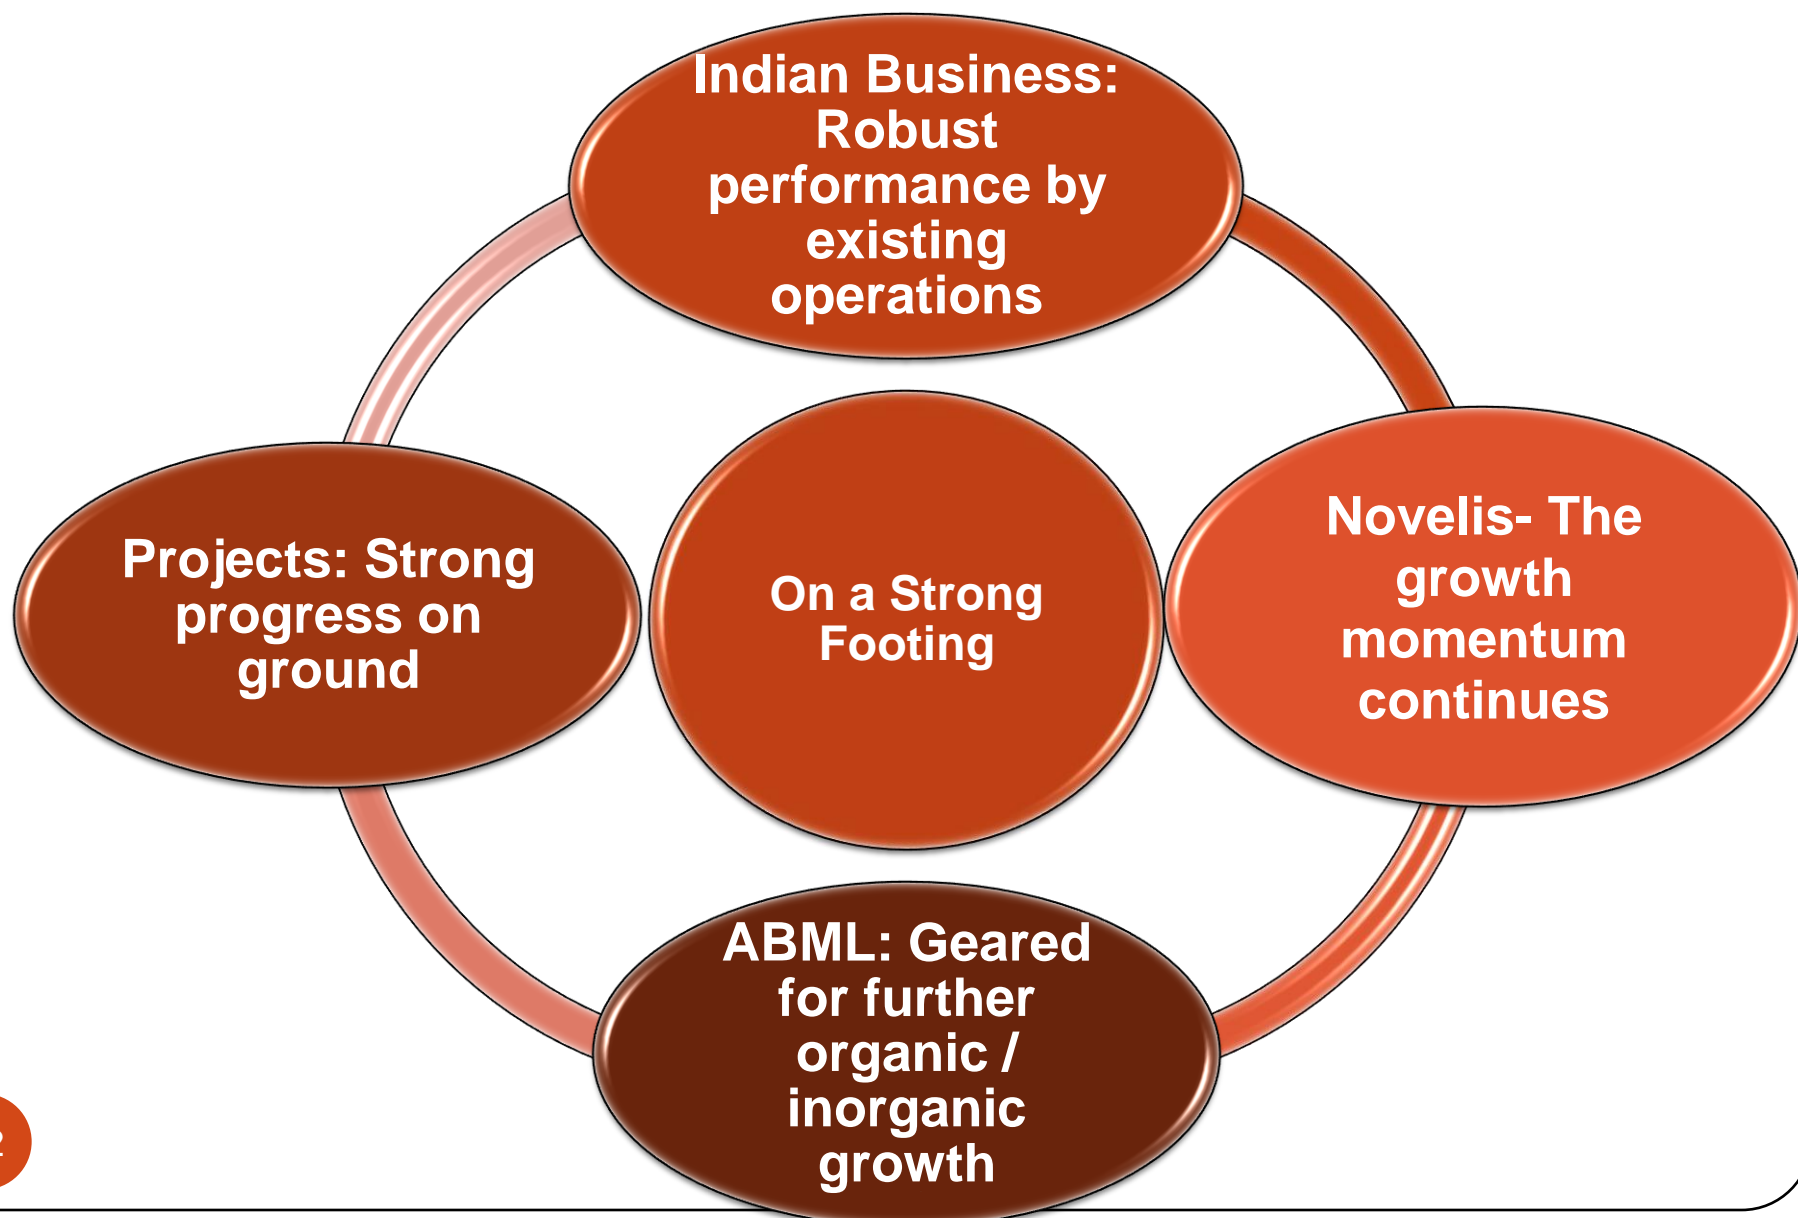 Indian Business:
Robust
performance by
existing
operations
Novelis- The
growth
momentum
continues
On a Strong
Footing
Projects: Strong
progress on
ground
ABML: Geared
for further
organic /
inorganic
growth